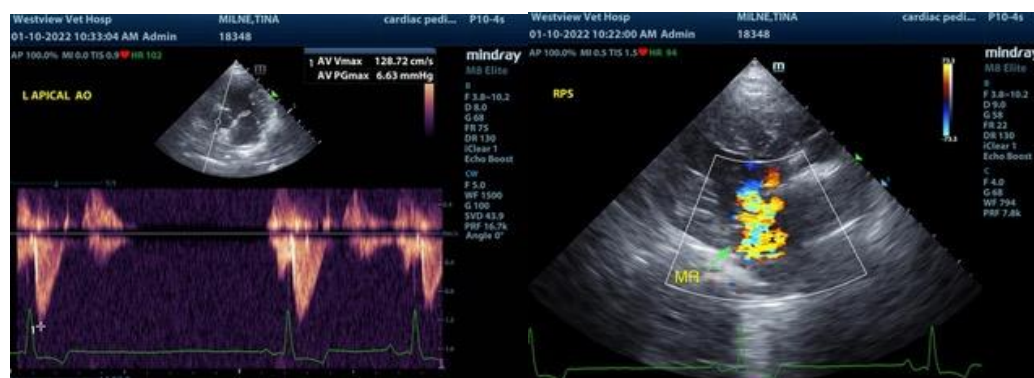 Westview Vet Hosp MILNE,TINA cardiac pedi... P10-4s
01-10-2022 10:33:04 AM Admin 18348
AP 100.0% MI 0.0 TIS 0.9 HR 102
mindray
M8 Elite
1 AV Vmax 128.72 cm/s
AV PGmax 6.63 mmHg
L APICAL AO
m
B
F 3.8-10.2
D 8.0
G 68
FR 75
DR 130
iClear 1
Echo Boost
CW
F 5.0
WF 1500
G 100
SVD 43.9
PRF 16.7k
Angle 0°
1
Westview Vet Hosp MILNE,TINA cardiac pedi... P10-4s
01-10-2022 10:22:00 AM Admin 18348
AP 100.0% MI 0.5 TIS 1.5 HR 94
mindray
M8 Elite
RPS
m
73.3
-73.3
B
F 3.8-10.2
D 9.0
G 58
FR 22
DR 130
iClear 1
Echo Boost
C
F 4.0
G 68
WF 794
PRF 7.8k
MR